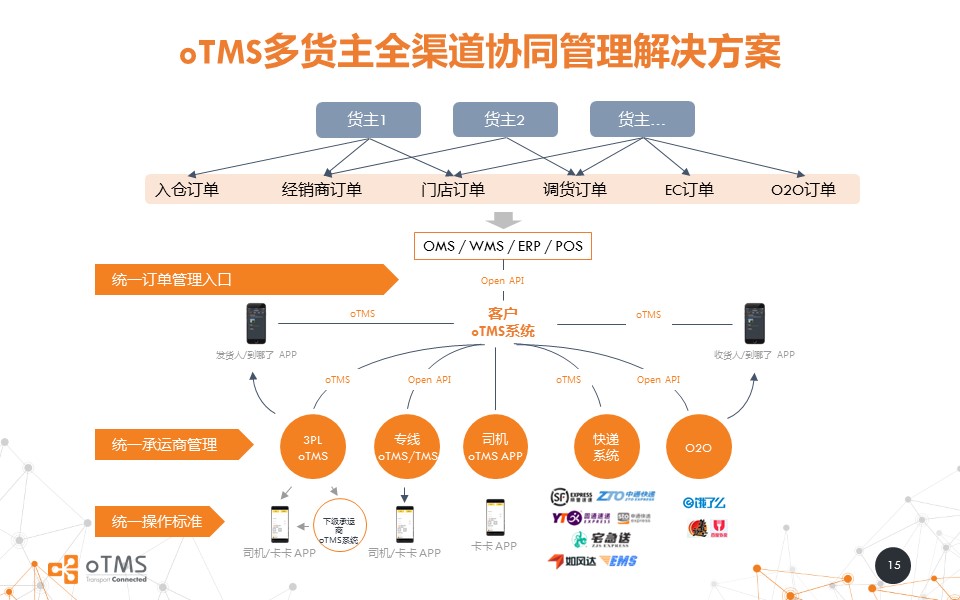 oTMS多货主全渠道协同管理解决方案
货主1
货主2
货主...
入仓订单
经销商订单
门店订单
调货订单
EC订单
O2O订单
OMS / WMS / ERP / POS
统一订单管理入口
Open API
客户
oTMS系统
oTMS
oTMS
发货人/到哪了 APP
收货人/到哪了 APP
oTMS
Open API
oTMS
Open API
统一承运商管理
3PL
oTMS
专线
oTMS/TMS
司机
oTMS APP
快递
系统
O2O
统一操作标准
下级承运
商
oTMS系统
司机/卡卡 APP
司机/卡卡 APP
卡卡 APP
SF EXPRESS
ZTO 中通快递
YTO 圆通速递
EXPRESS
宅急送
ZJS EXPRESS
如风达
EMS
饿了么
oTMS
Transport Connected
15